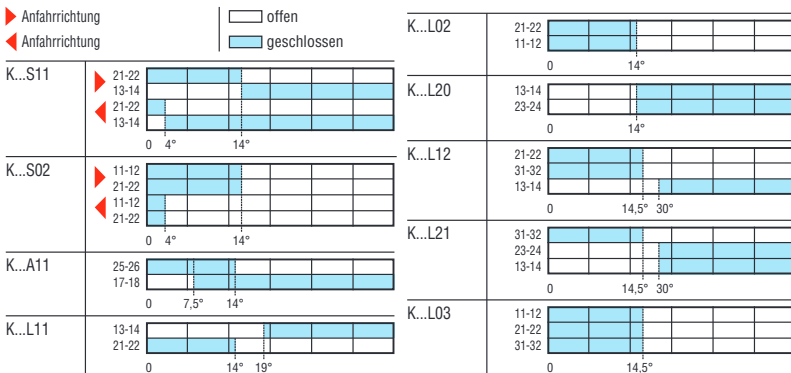 Anfahrrichtung
offen
Anfahrrichtung
geschlossen
K...S11
21-22
13-14
21-22
13-14
0 4° 14°
K...S02
11-12
21-22
11-12
21-22
0 4° 14°
K...A11
25-26
17-18
0 7,5° 14°
K...L11
13-14
21-22
0 14° 19°
K...L02
21-22
11-12
0 14°
K...L20
13-14
23-24
0 14°
K...L12
21-22
31-32
13-14
0 14,5° 30°
K...L21
31-32
23-24
13-14
0 14,5° 30°
K...L03
11-12
21-22
31-32
0 14,5°